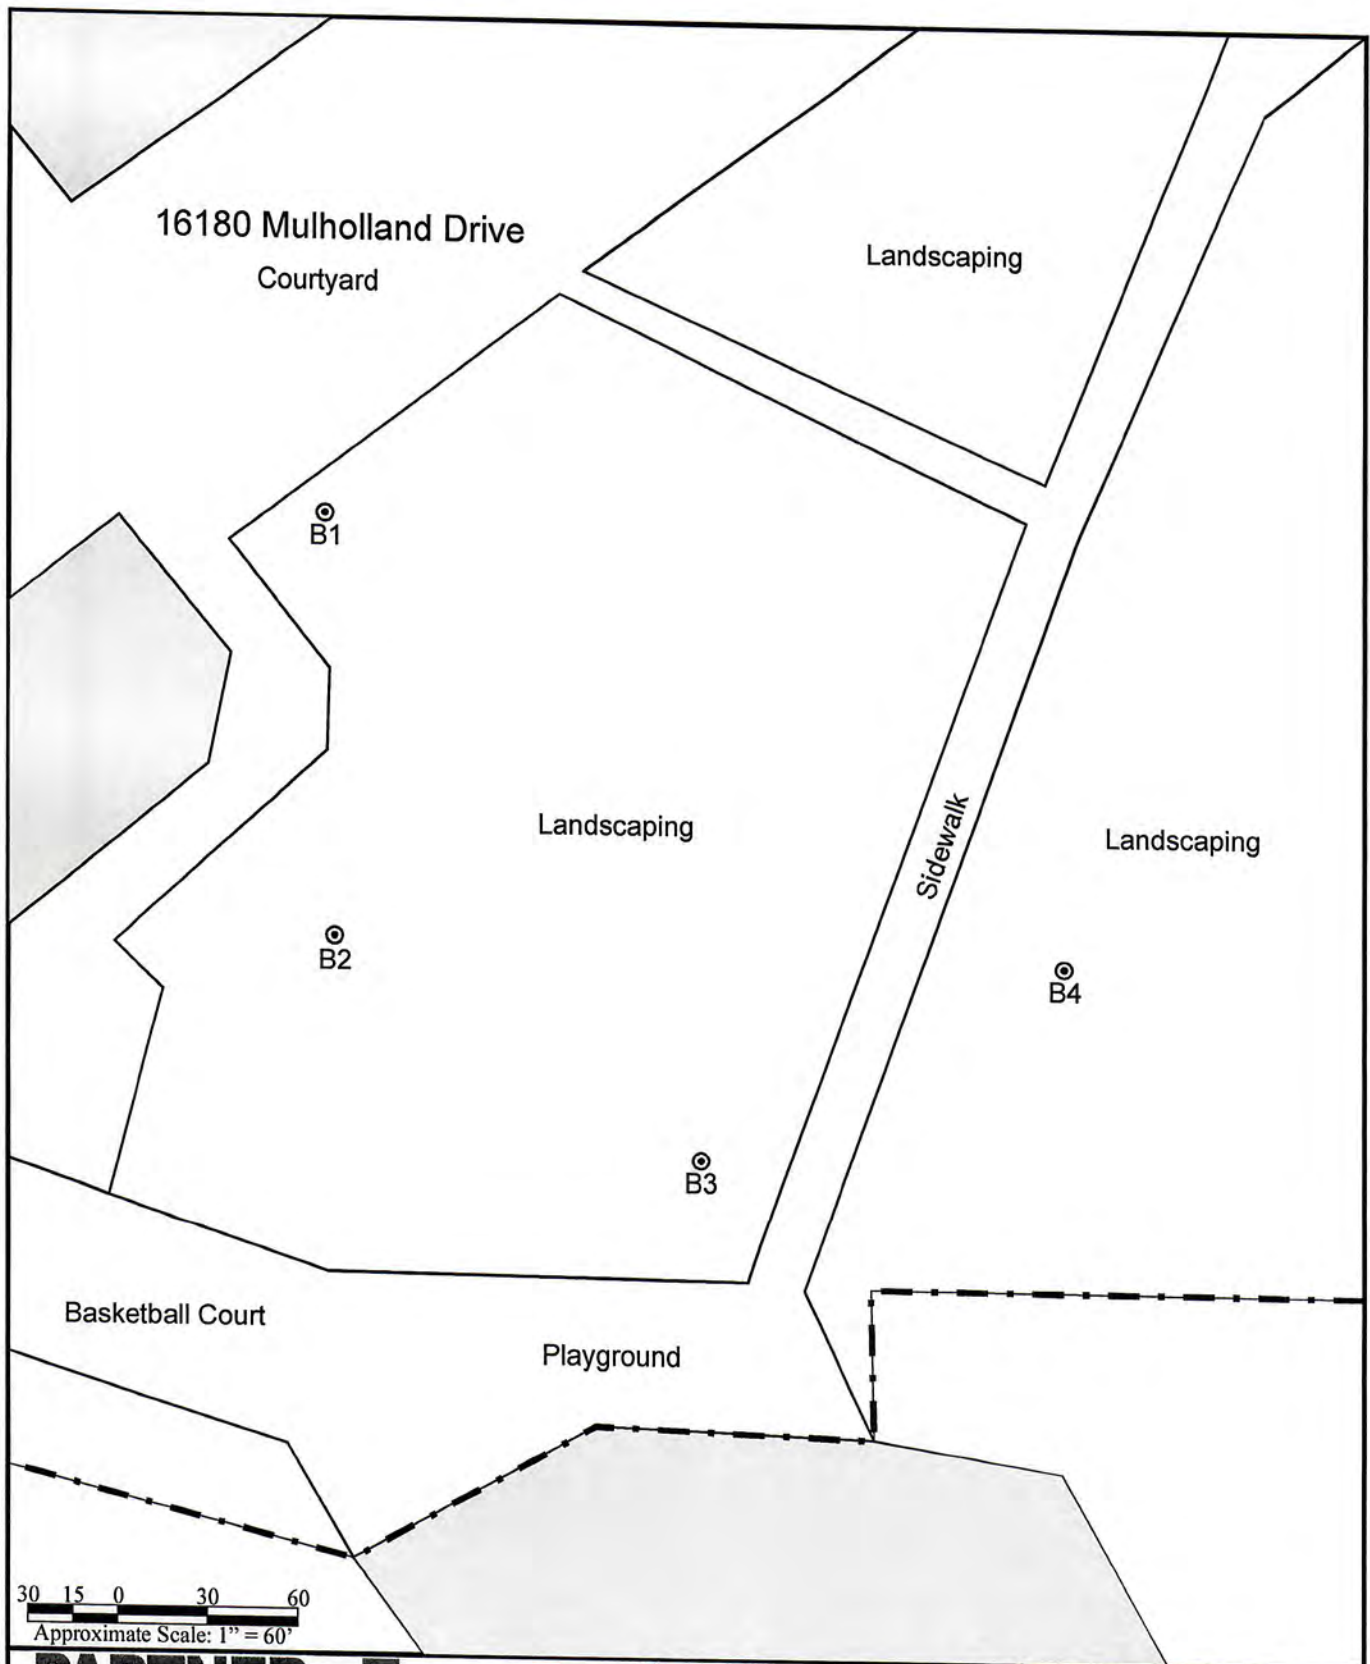 16180 Mulholland Drive
Courtyard
Landscaping
B1
Landscaping
Sidewalk
Landscaping
B2
B4
B3
Basketball Court
Playground
30 15 0 30 60
Approximate Scale: 1" = 60'